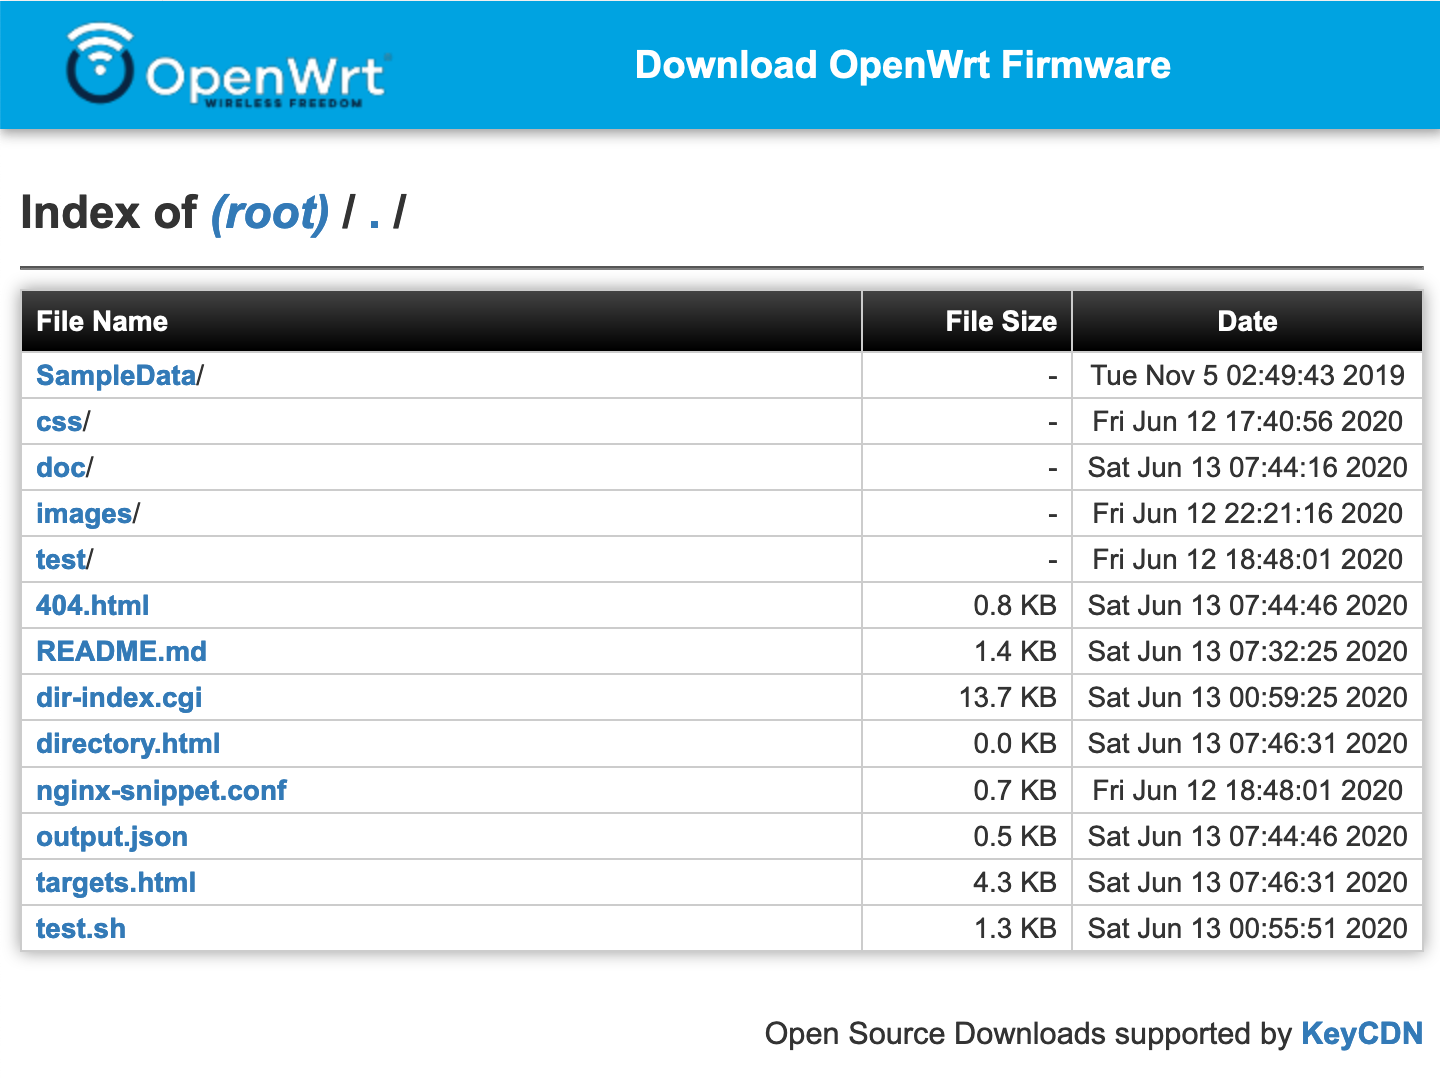 OpenWrt
WIRELESS FREEDOM
Download OpenWrt Firmware
Index of (root) / . /
File Name File Size Date
SampleData/ - Tue Nov 5 02:49:43 2019
css/ - Fri Jun 12 17:40:56 2020
doc/ - Sat Jun 13 07:44:16 2020
images/ - Fri Jun 12 22:21:16 2020
test/ - Fri Jun 12 18:48:01 2020
404.html 0.8 KB Sat Jun 13 07:44:46 2020
README.md 1.4 KB Sat Jun 13 07:32:25 2020
dir-index.cgi 13.7 KB Sat Jun 13 00:59:25 2020
directory.html 0.0 KB Sat Jun 13 07:46:31 2020
nginx-snippet.conf 0.7 KB Fri Jun 12 18:48:01 2020
output.json 0.5 KB Sat Jun 13 07:44:46 2020
targets.html 4.3 KB Sat Jun 13 07:46:31 2020
test.sh 1.3 KB Sat Jun 13 00:55:51 2020
Open Source Downloads supported by KeyCDN